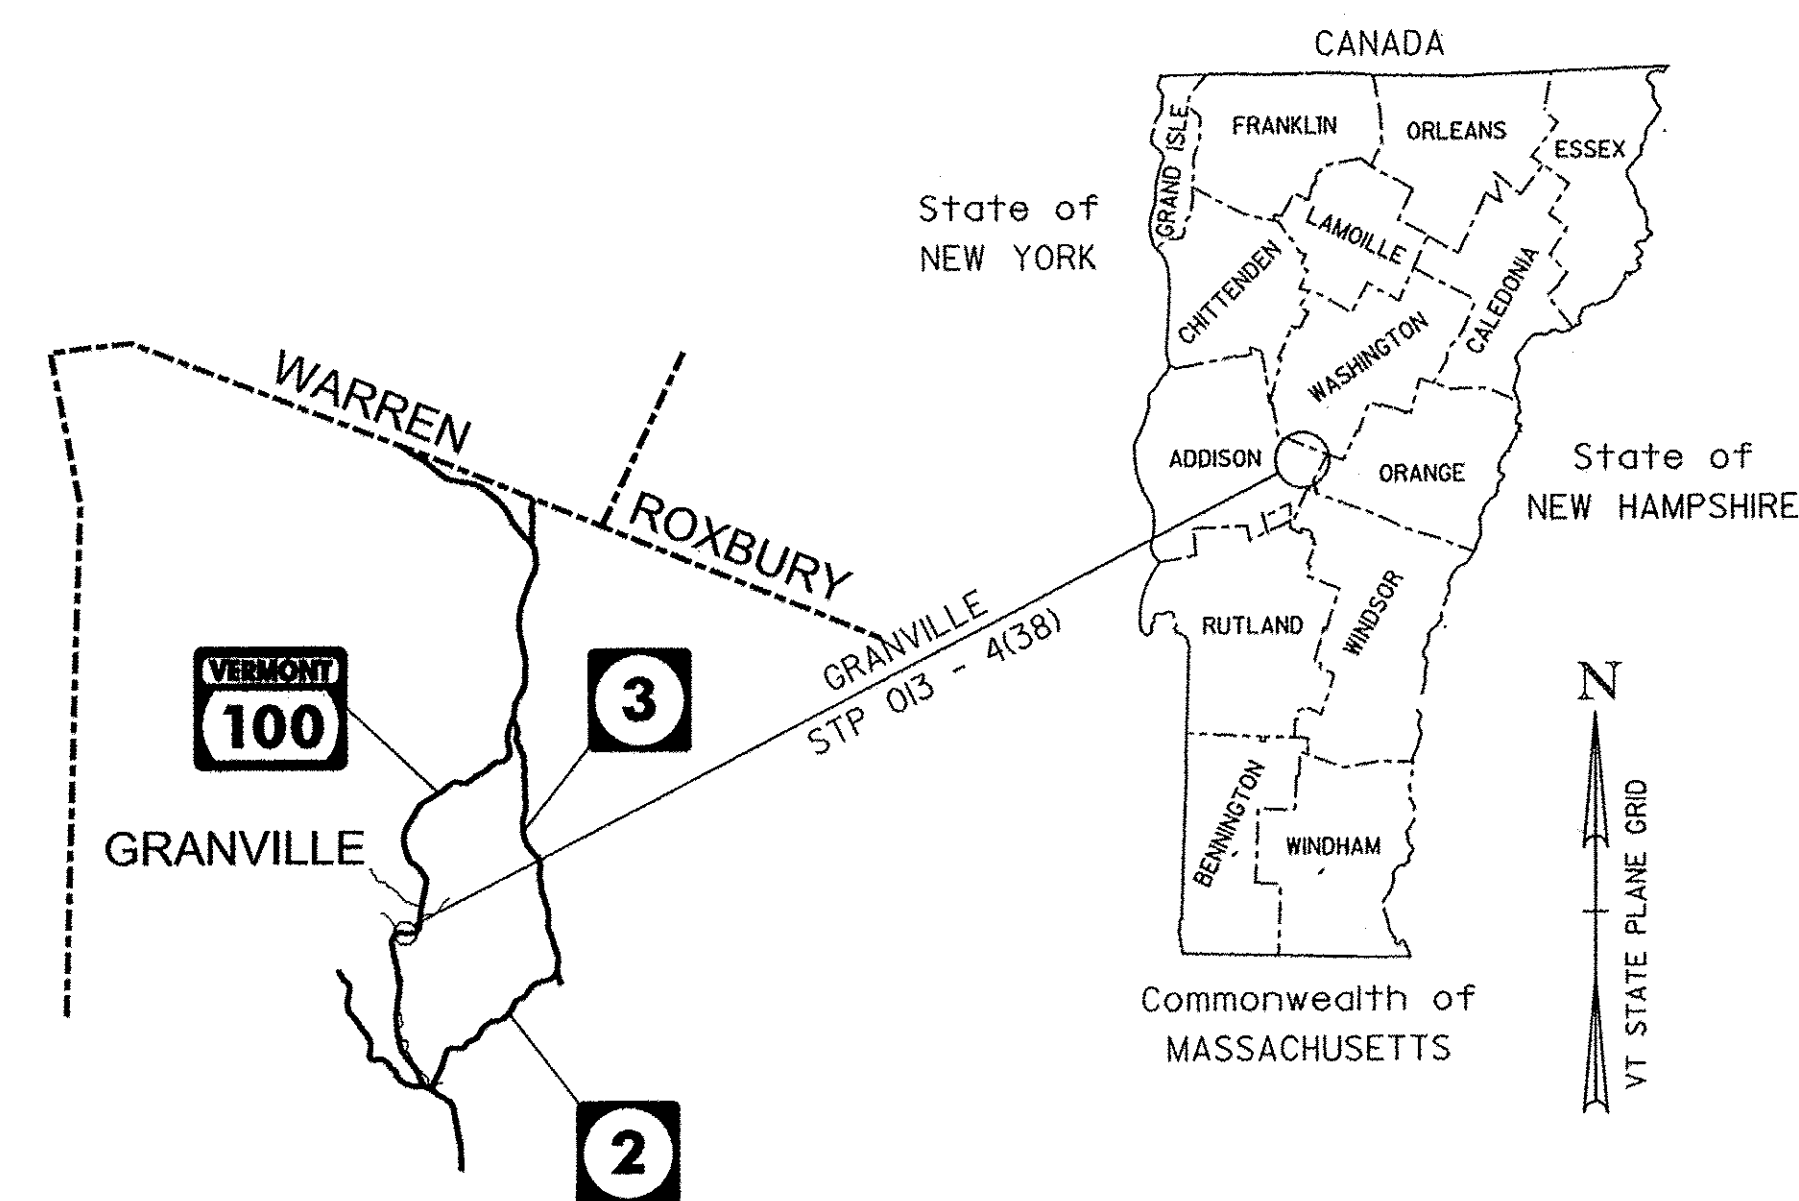 CANADA
GRAND ISLE
FRANKLIN
ORLEANS
ESSEX
State of
NEW YORK
LAMOILLE
CHITTENDEN
CALEDONIA
WASHINGTON
WARREN
ADDISON
ORANGE
State of
NEW HAMPSHIRE
ROXBURY
GRANVILLE
STP 013 - 4(38)
RUTLAND
WINDSOR
VERMONT
100
3
N
VT STATE PLANE GRID
GRANVILLE
BENNINGTON
WINDHAM
Commonwealth of
MASSACHUSETTS
2